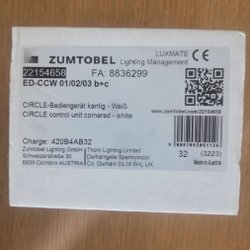 ZUMTOBEL
LUXMATE
Lighting Management
22154658
FA: 8836299
ED-CCW 01/02/03 b+c
www.zumtobel.com
22154658
CIRCLE-Bediengerät kantig - Weiß
CIRCLE control unit cornered - white
Charge: 420B4AB32
Zumtobel Lighting GmbH
Schweizerstraße 30
6850 Dornbirn AUSTRIA
Thorn Lighting Limited
Durhamgate Spennymoor
Co. Durham DL16 6HL UK
32
(3223)
Made in Austria